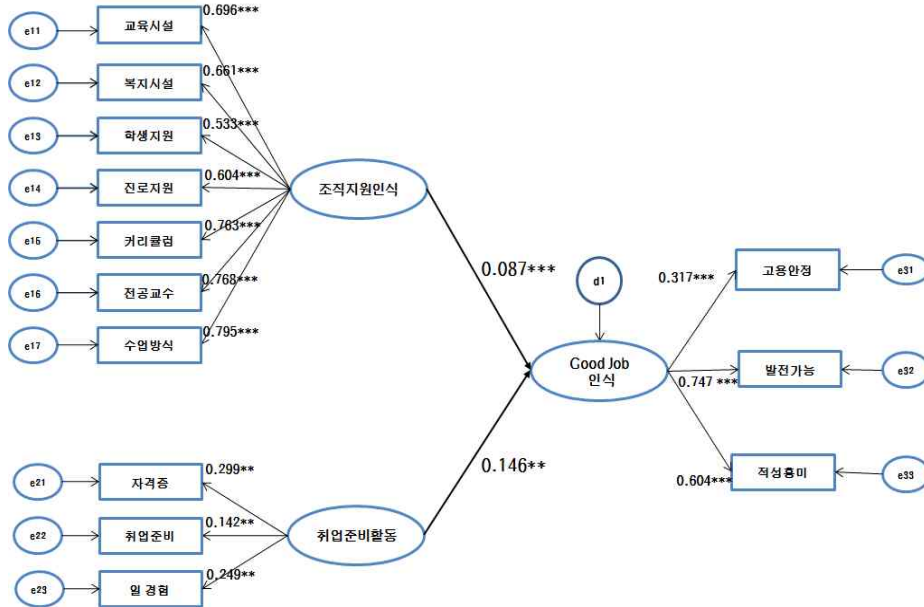 e11 교육시설 0.696***
e12 복지시설 0.661***
e13 학생지원 0.533***
e14 진로지원 0.604***
e15 커리큘럼 0.763***
e16 전공교수 0.768***
e17 수업방식 0.795***
조직지원인식
0.087***
d1
0.317*** 고용안정 e31
Good Job
인식
0.747 *** 발전가능 e32
0.146**
0.604*** 적성흥미 e33
e21 자격증 0.299**
e22 취업준비 0.142**
취업준비활동
e23 일 경험 0.249**